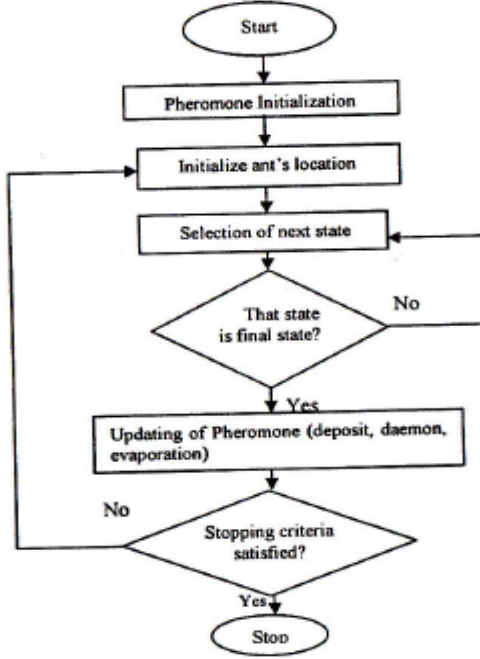 Start
Pheromone Initialization
Initialize ant's location
Selection of next state
That state
is final state?
No
Yes
Updating of Pheromone (deposit, daemon,
evaporation)
No
Stopping criteria
satisfied?
Yes
Stop